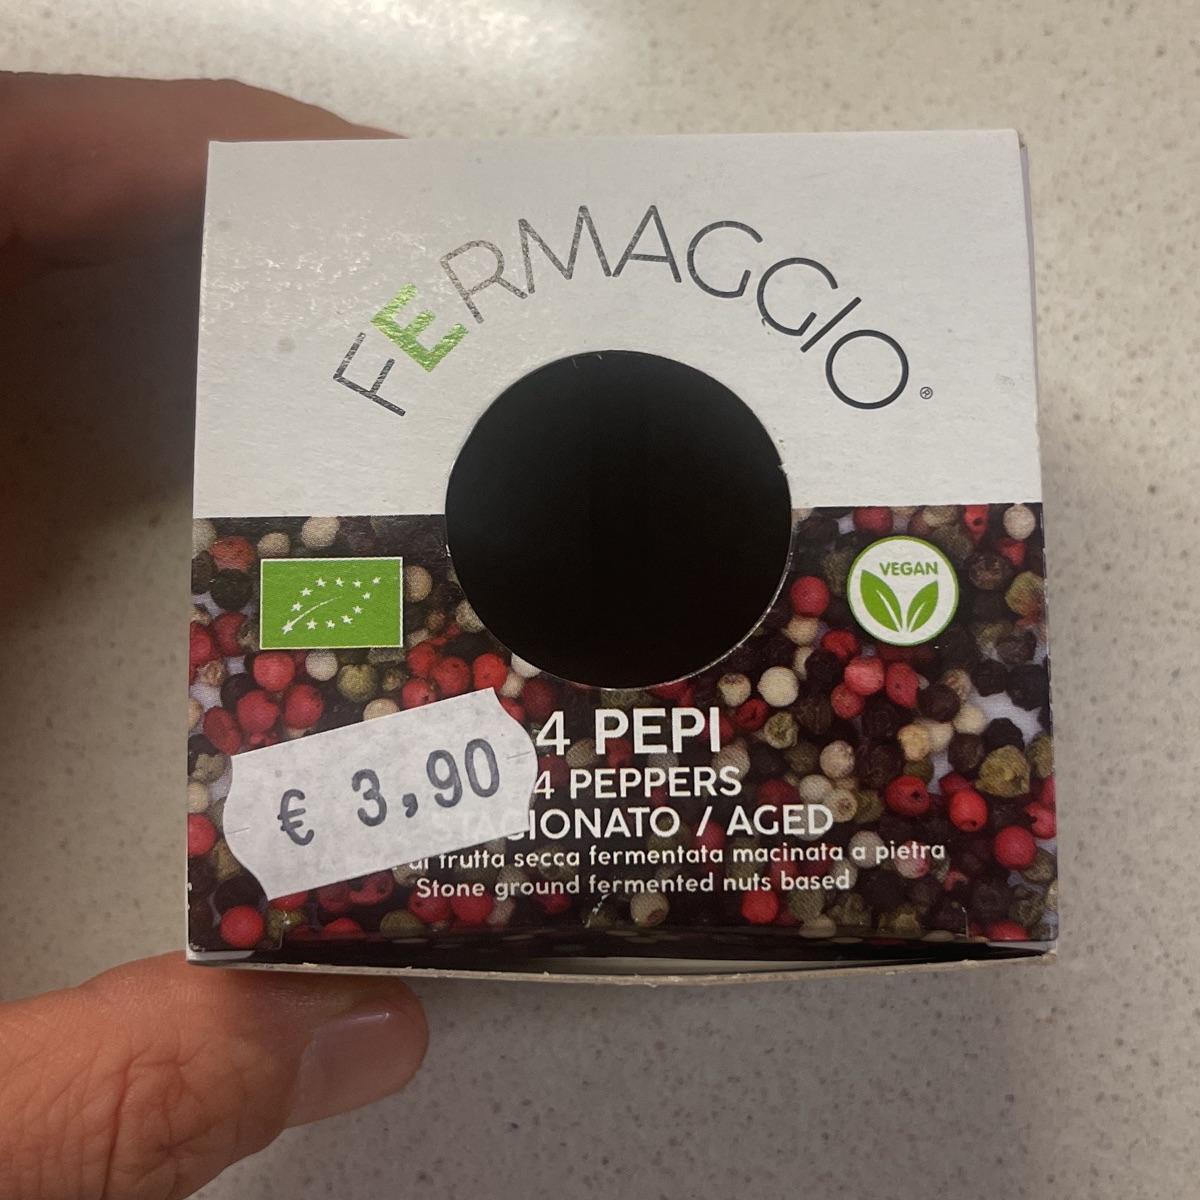 FERMAGGIO®
VEGAN
4 PEPI
4 PEPPERS
STAGIONATO / AGED
di frutta secca fermentata macinata a pietra
Stone ground fermented nuts based
€ 3,90